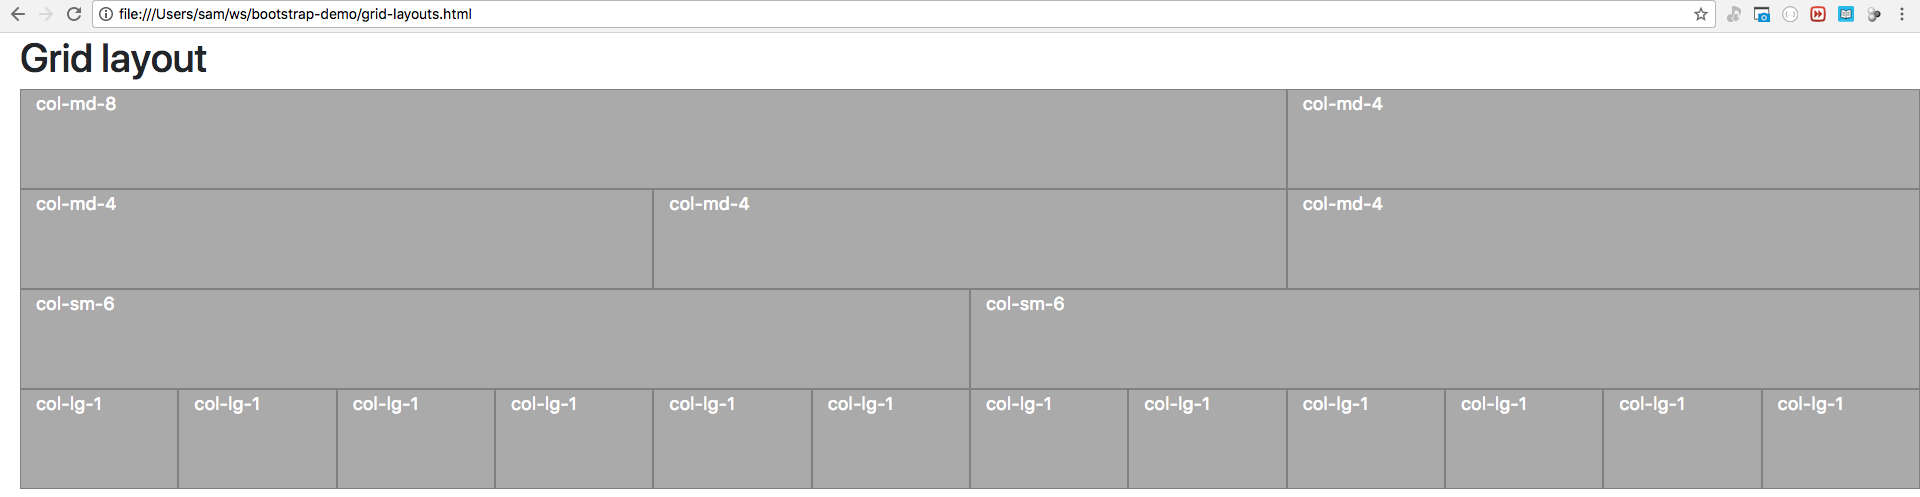 file:///Users/sam/ws/bootstrap-demo/grid-layouts.html
Grid layout
col-md-8 col-md-4
col-md-4 col-md-4 col-md-4
col-sm-6 col-sm-6
col-lg-1 col-lg-1 col-lg-1 col-lg-1 col-lg-1 col-lg-1 col-lg-1 col-lg-1 col-lg-1 col-lg-1 col-lg-1 col-lg-1